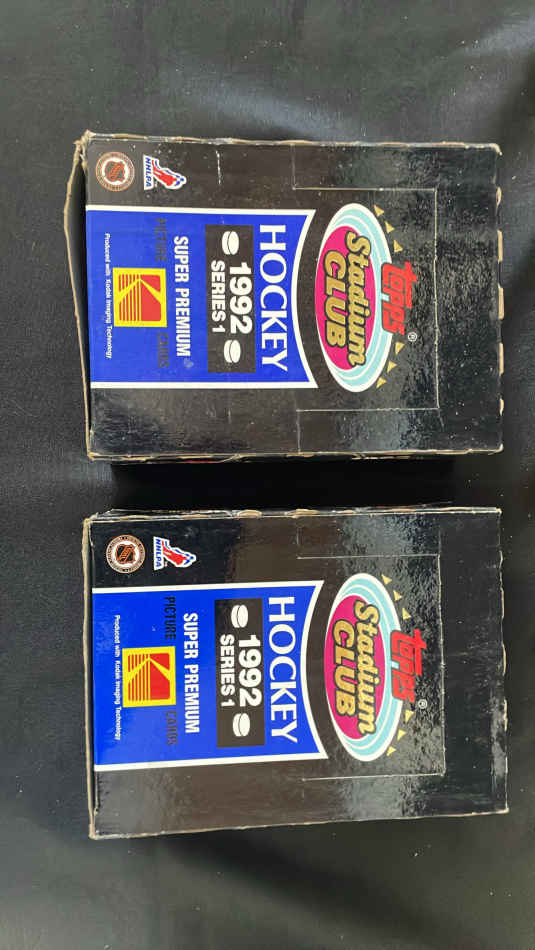 Topps®
Stadium
CLUB
HOCKEY
1992
SERIES 1
SUPER PREMIUM
PICTURE CARDS
Produced with Kodak Imaging Technology
NHLPA
Topps®
Stadium
CLUB
HOCKEY
1992
SERIES 1
SUPER PREMIUM
PICTURE CARDS
Produced with Kodak Imaging Technology
NHLPA